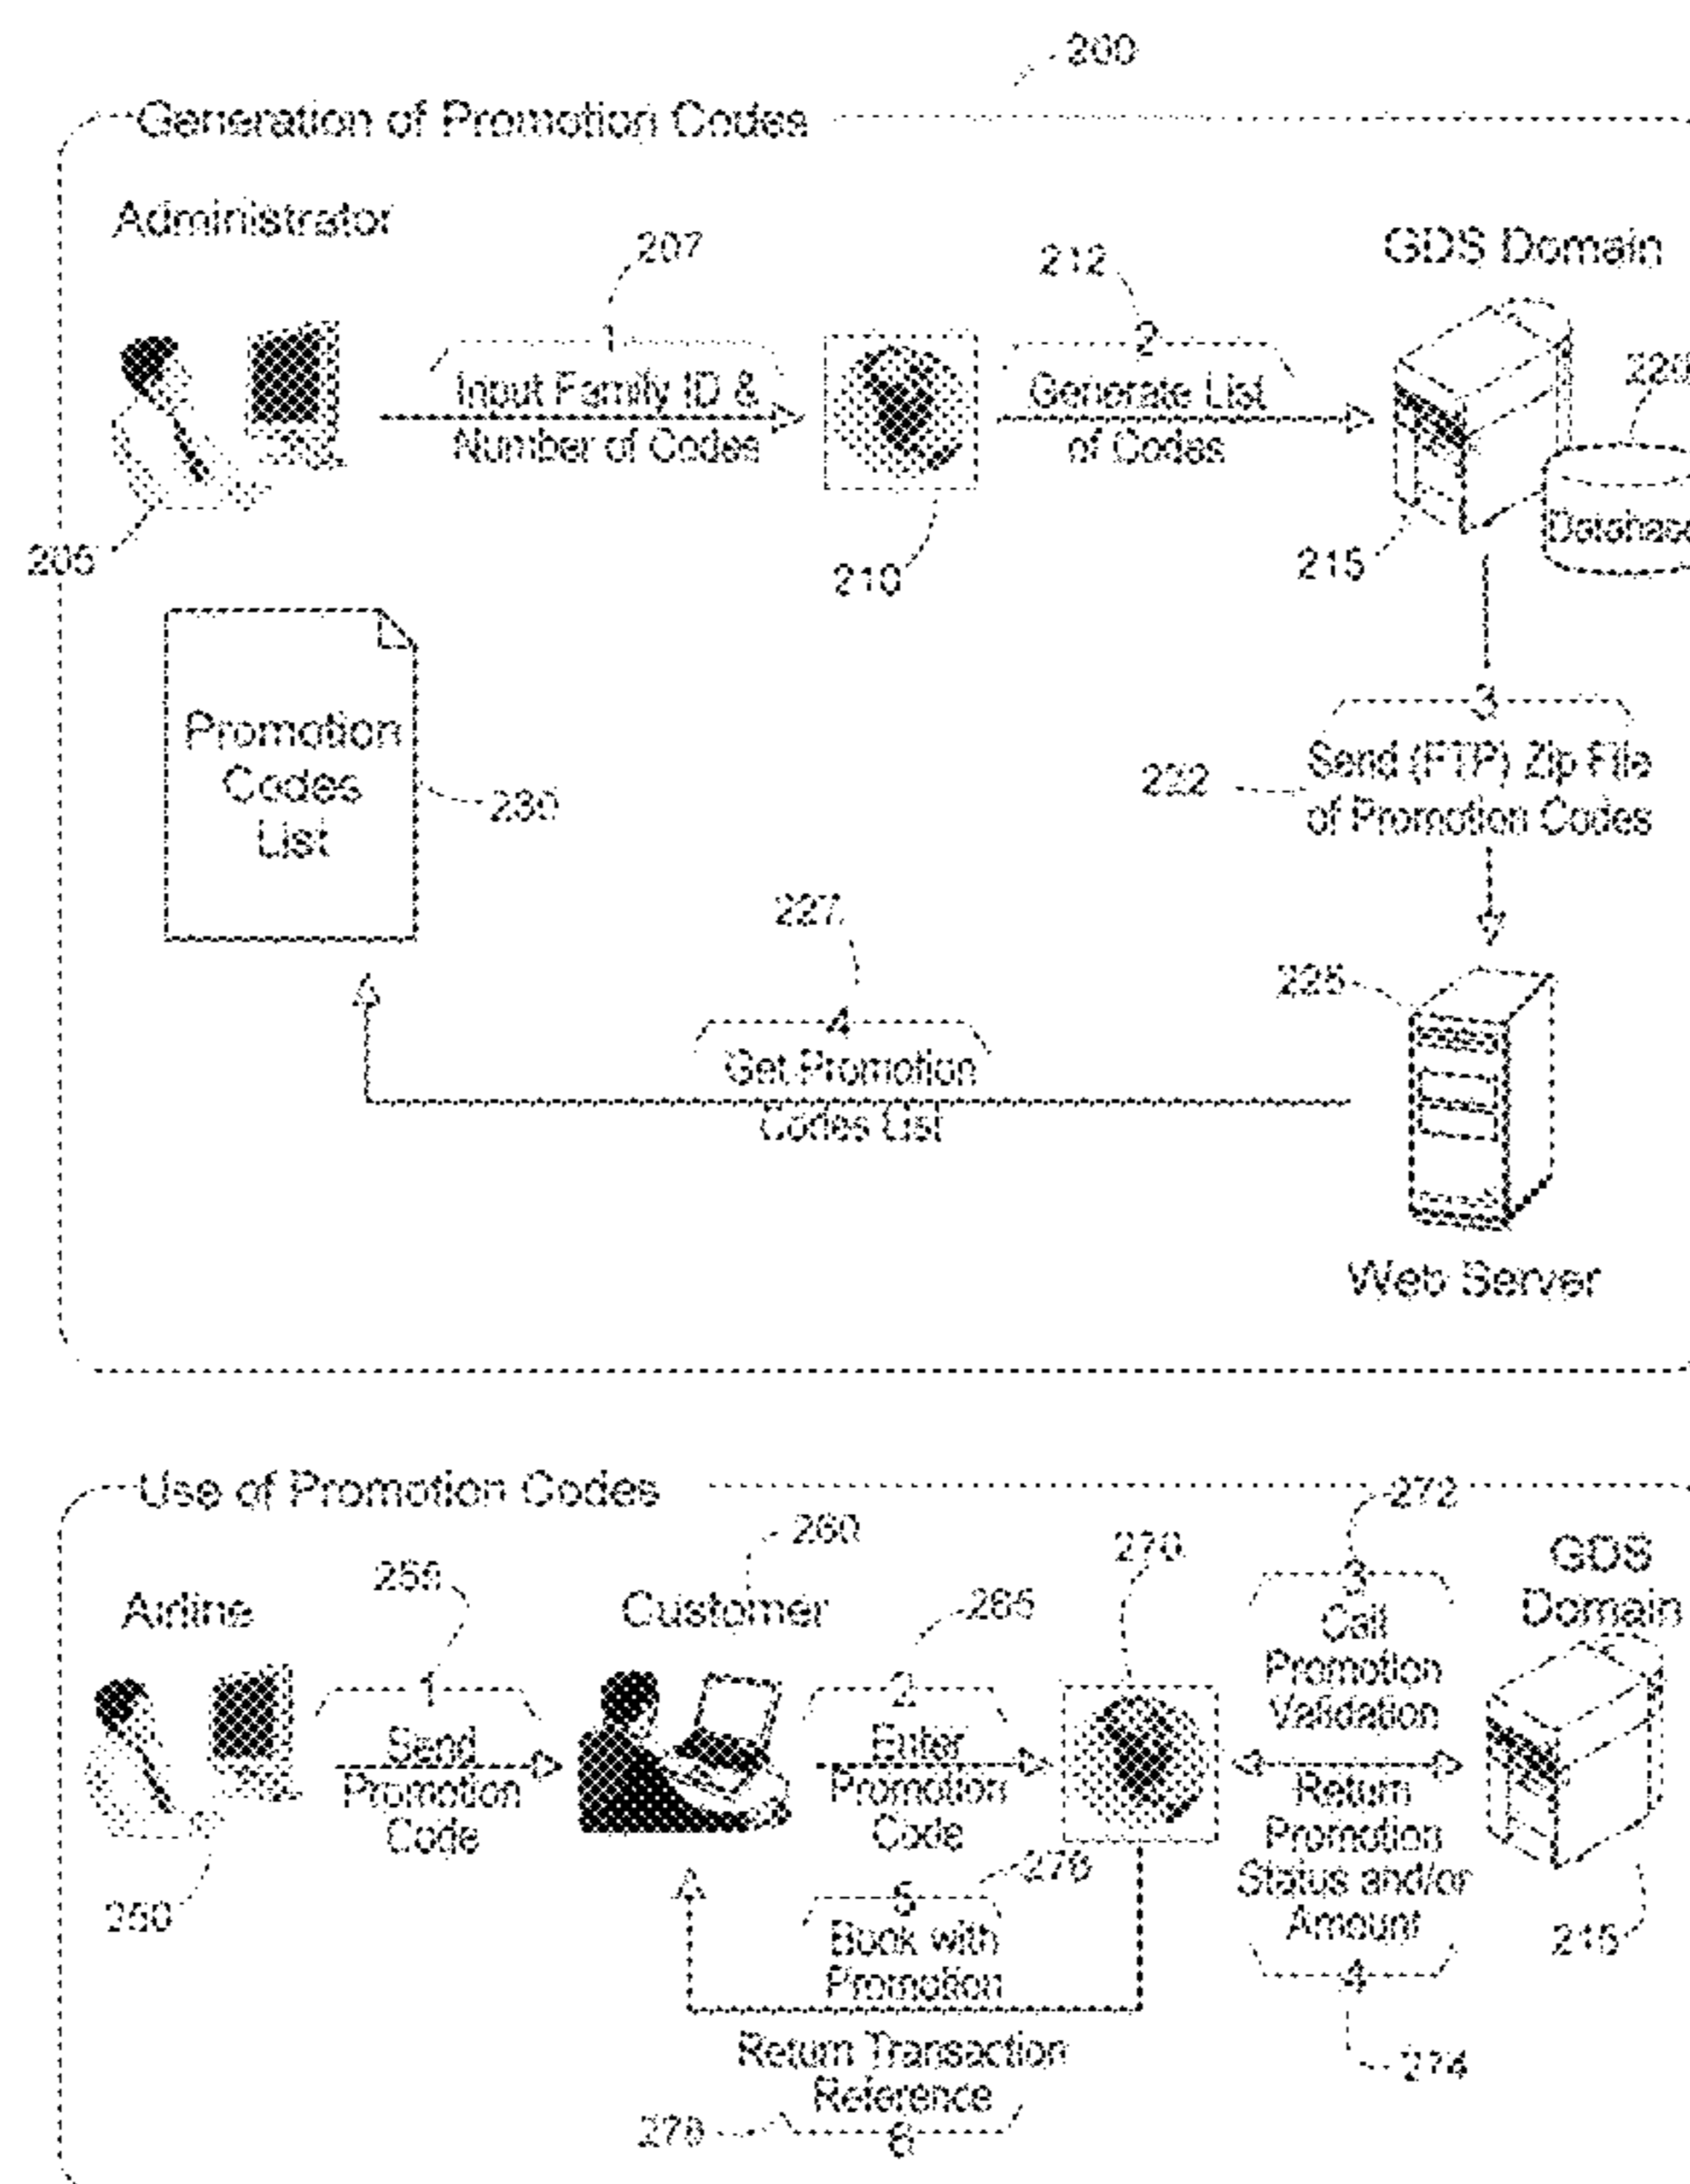 200
Generation of Promotion Codes
Administrator
GDS Domain
207
212
1
2
Input Family ID &
Number of Codes
Generate List
of Codes
220
Database
205
210
215
Promotion
Codes
List
230
3
Send (FTP) Zip File
of Promotion Codes
222
227
4
Get Promotion
Codes List
225
Web Server
Use of Promotion Codes
272
Airline
Customer
GDS
Domain
260
265
270
1
Send
Promotion
Code
2
Enter
Promotion
Code
3
Call
Promotion
Validation
Return
Promotion
Status and/or
Amount
4
250
276
5
Book with
Promotion
215
274
Return Transaction
Reference
278
6